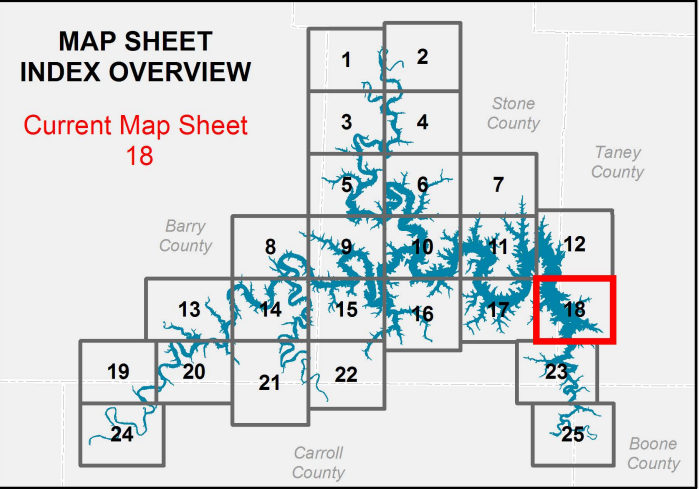 MAP SHEET
INDEX OVERVIEW
Current Map Sheet
18
1
2
Stone
County
3
4
Taney
County
5
6
7
Barry
County
8
9
10
11
12
13
14
15
16
17
18
19
20
21
22
23
24
25
Carroll
County
Boone
County